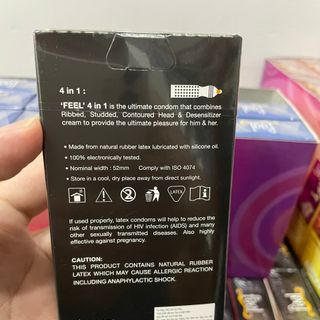 4 in 1 :
'FEEL' 4 in 1 is the ultimate condom that combines
Ribbed, Studded, Contoured Head & Desensitizer
cream to provide the ultimate pleasure for him & her.
• Made from natural rubber latex lubricated with silicone oil.
• 100% electronically tested.
• Nominal width : 52mm Comply with ISO 4074
• Store in a cool, dry place away from direct sunlight.
LATEX
If used properly, latex condoms will help to reduce the
risk of transmission of HIV infection (AIDS) and many
other sexually transmitted diseases. Also highly
effective against pregnancy.
CAUTION:
THIS PRODUCT CONTAINS NATURAL RUBBER
LATEX WHICH MAY CAUSE ALLERGIC REACTION
INCLUDING ANAPHYLACTIC SHOCK.